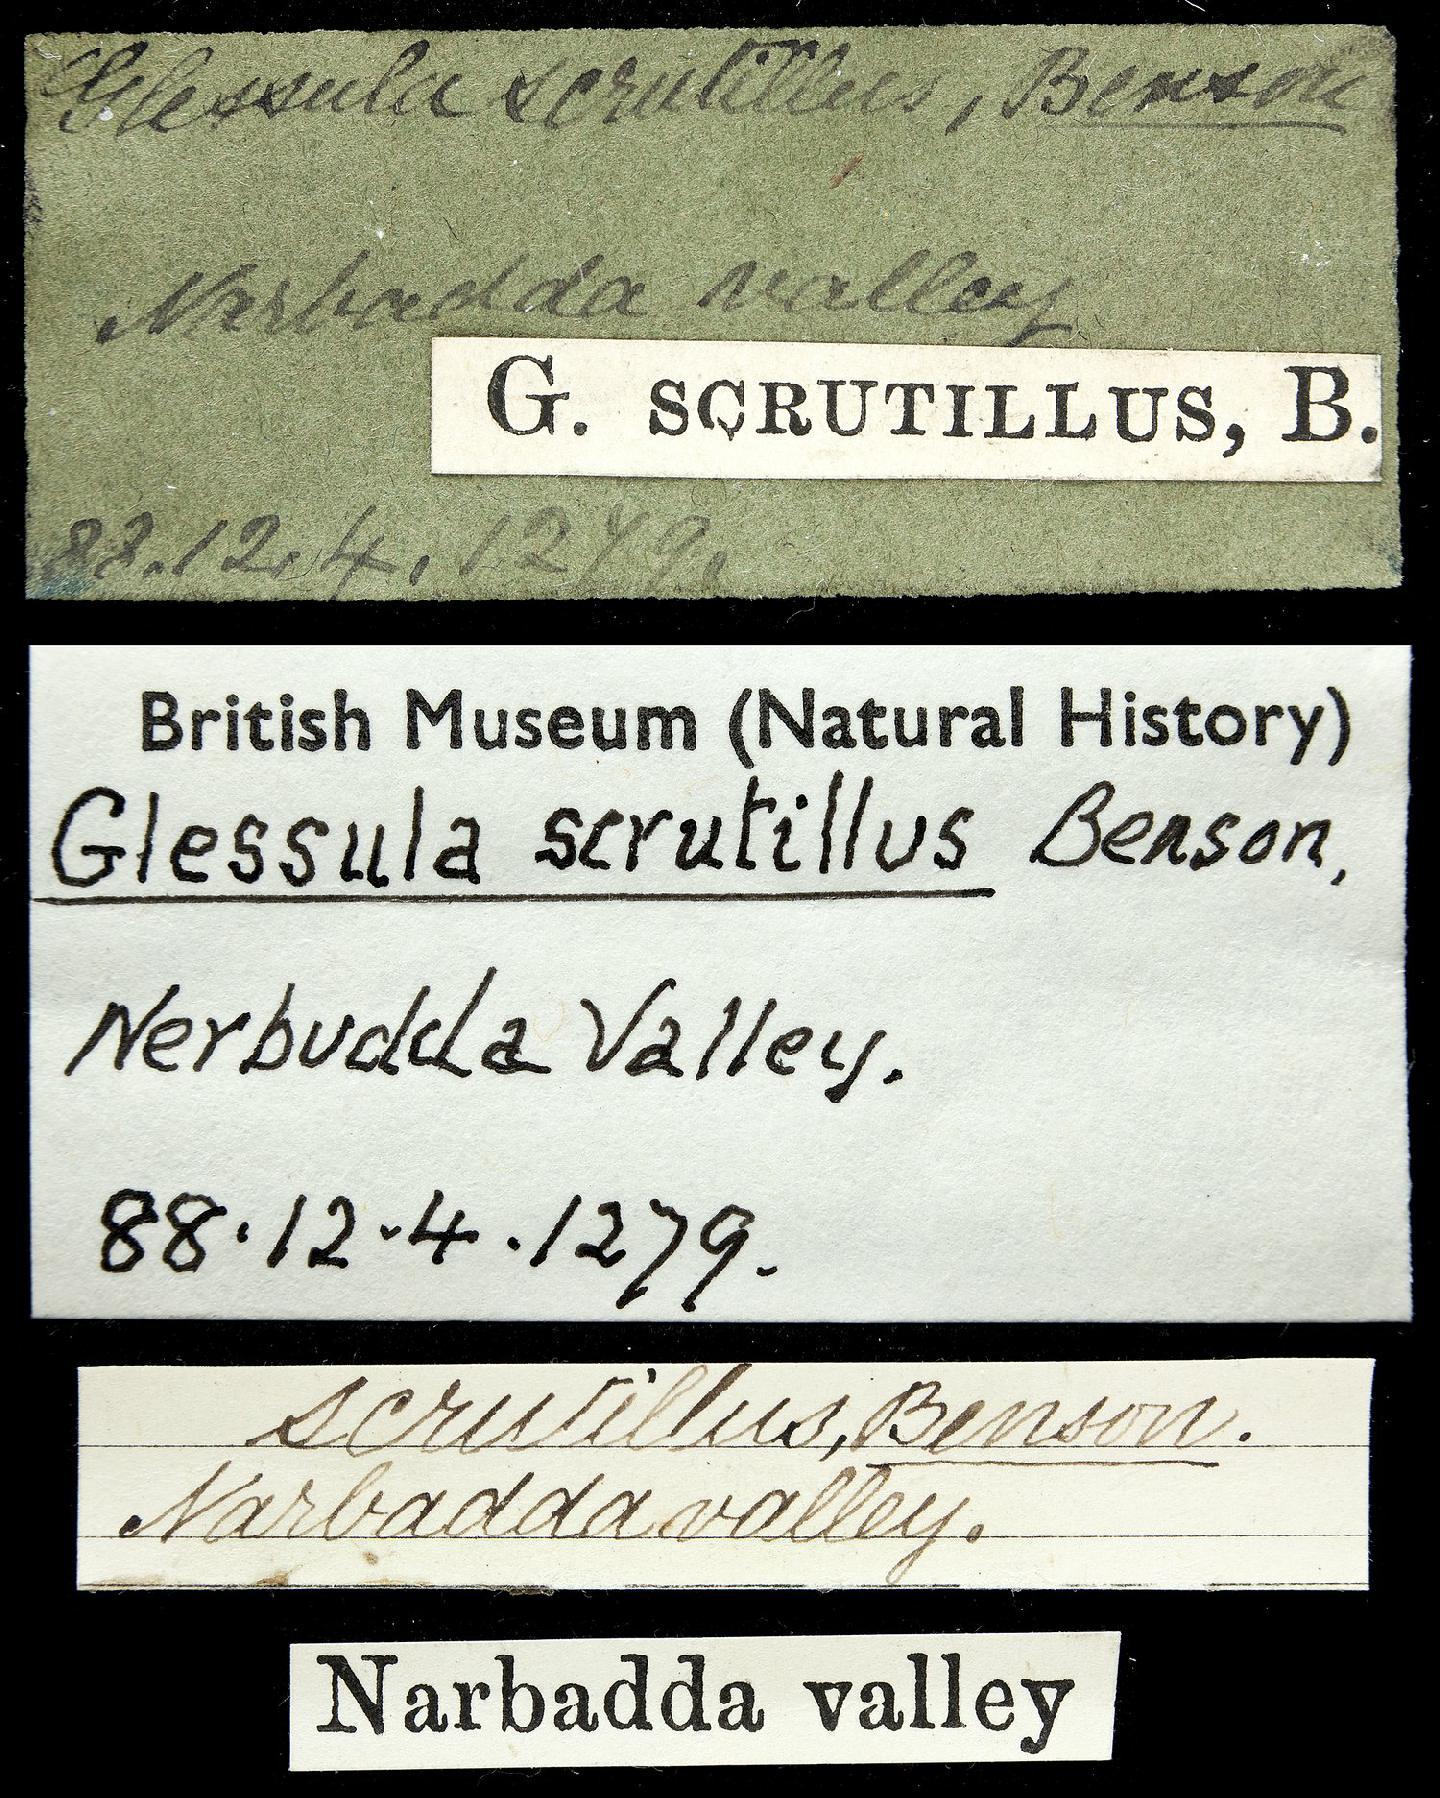 Glessula scrutillus, Benson
Narbadda valley
G. SCRUTILLUS, B.
88.12.4.1279.
British Museum (Natural History)
Glessula scrutillus Benson,
Nerbudda Valley.
88.12.4.1279.
scrutillus, Benson.
Narbadda valley.
Narbadda valley